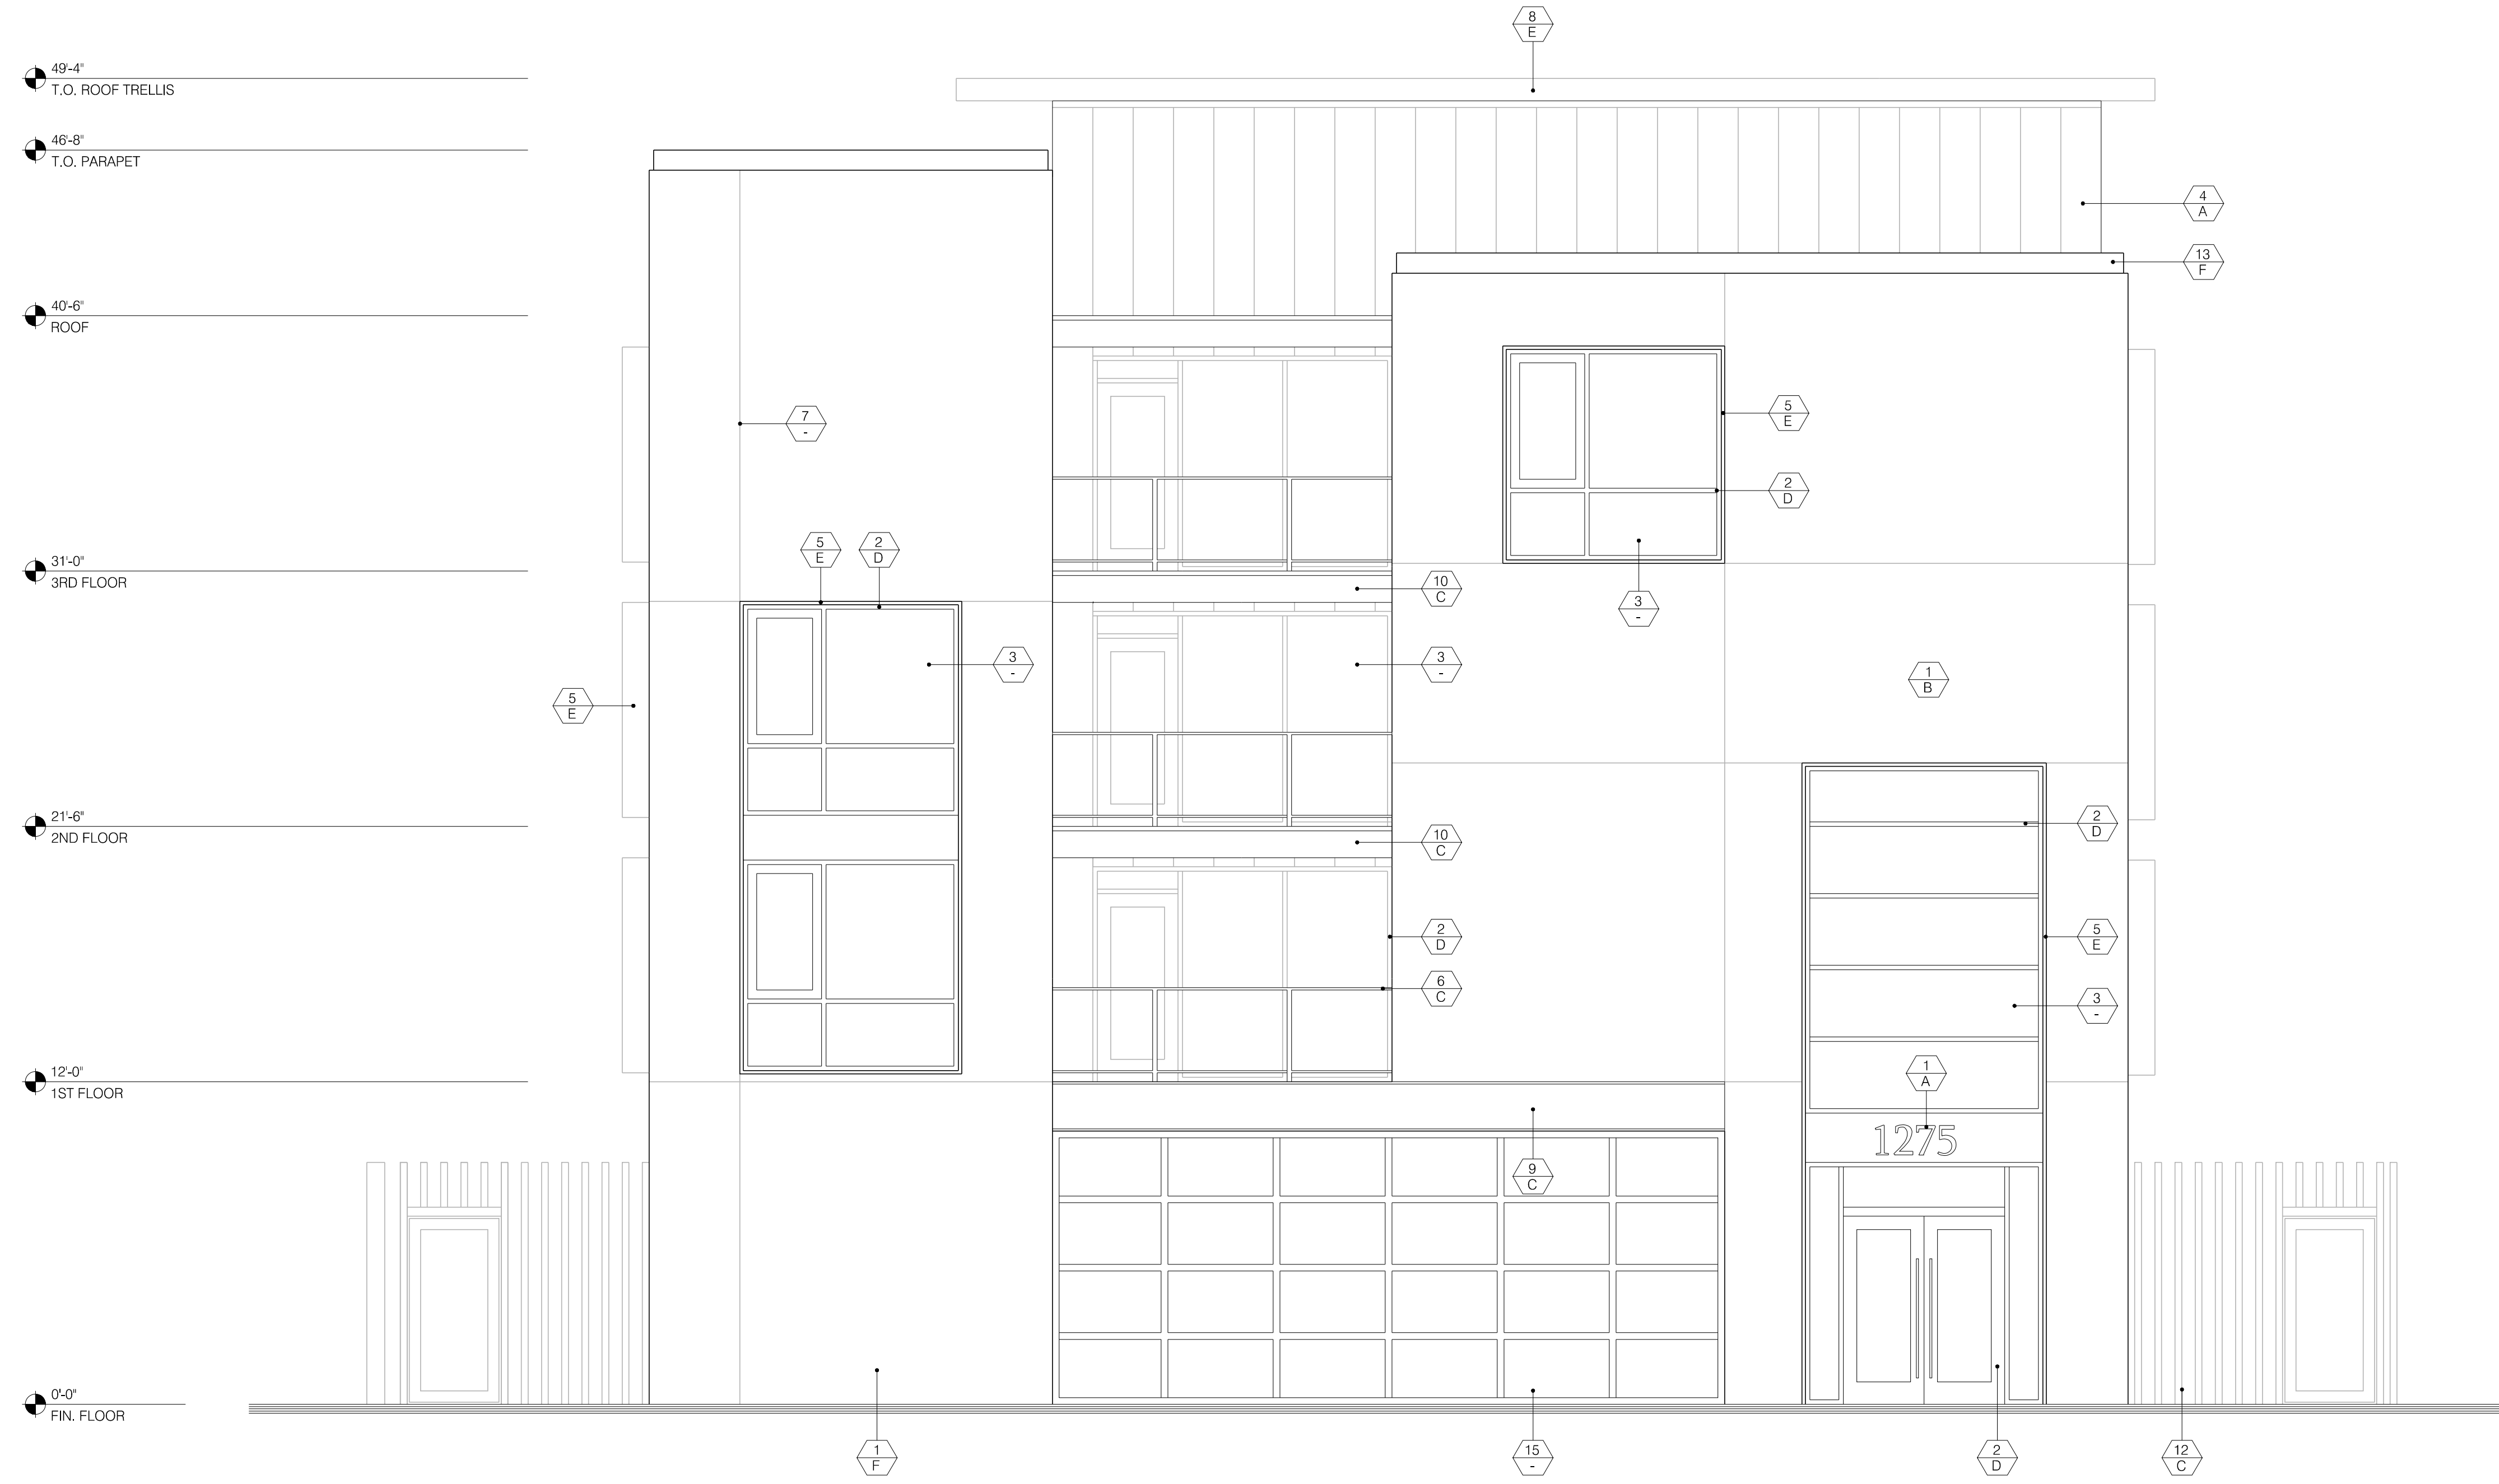 8
E
49'-4"
T.O. ROOF TRELLIS
46'-8"
T.O. PARAPET
4
A
13
F
40'-6"
ROOF
7
-
5
E
2
D
31'-0"
3RD FLOOR
5
E
2
D
10
C
3
-
3
-
3
-
1
B
5
E
21'-6"
2ND FLOOR
10
C
2
D
2
D
5
E
6
C
3
-
12'-0"
1ST FLOOR
1
A
1275
9
C
0'-0"
FIN. FLOOR
1
F
15
-
2
D
12
C